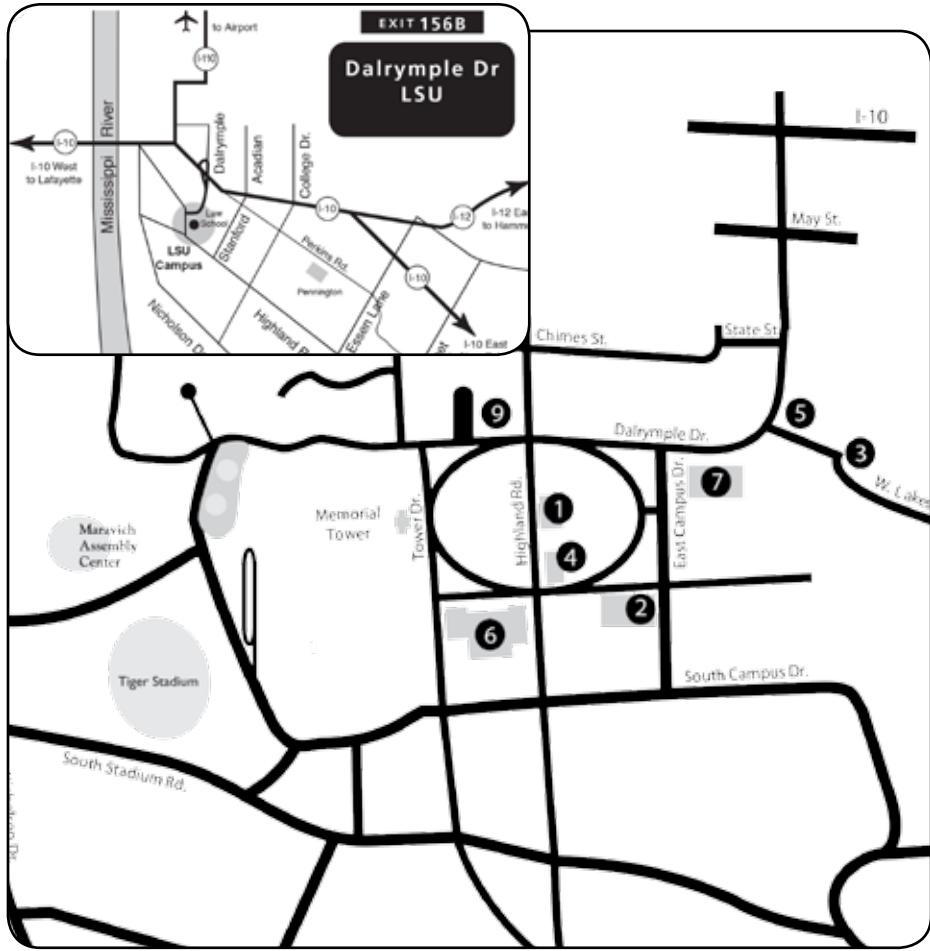 to Airport
EXIT 156B
I-110
Dalrymple Dr
LSU
Mississippi River
I-10
I-10 West
to Lafayette
Dalrymple
Acadian
College Dr.
Law
School
LSU
Campus
Stanford
I-10
I-12
I-12 Ea
to Hamm
Perkins Rd.
Pennington
I-10
Nicholson D
Highland R
Essen Lane
I-10 East
et
I-10
May St.
State St.
Chimes St.
9
5
Dalrymple Dr.
3
W. Lakes
7
East Campus Dr.
Highland Rd.
1
Memorial
Tower
Tower Dr.
Maravich
Assembly
Center
4
2
6
Tiger Stadium
South Campus Dr.
South Stadium Rd.